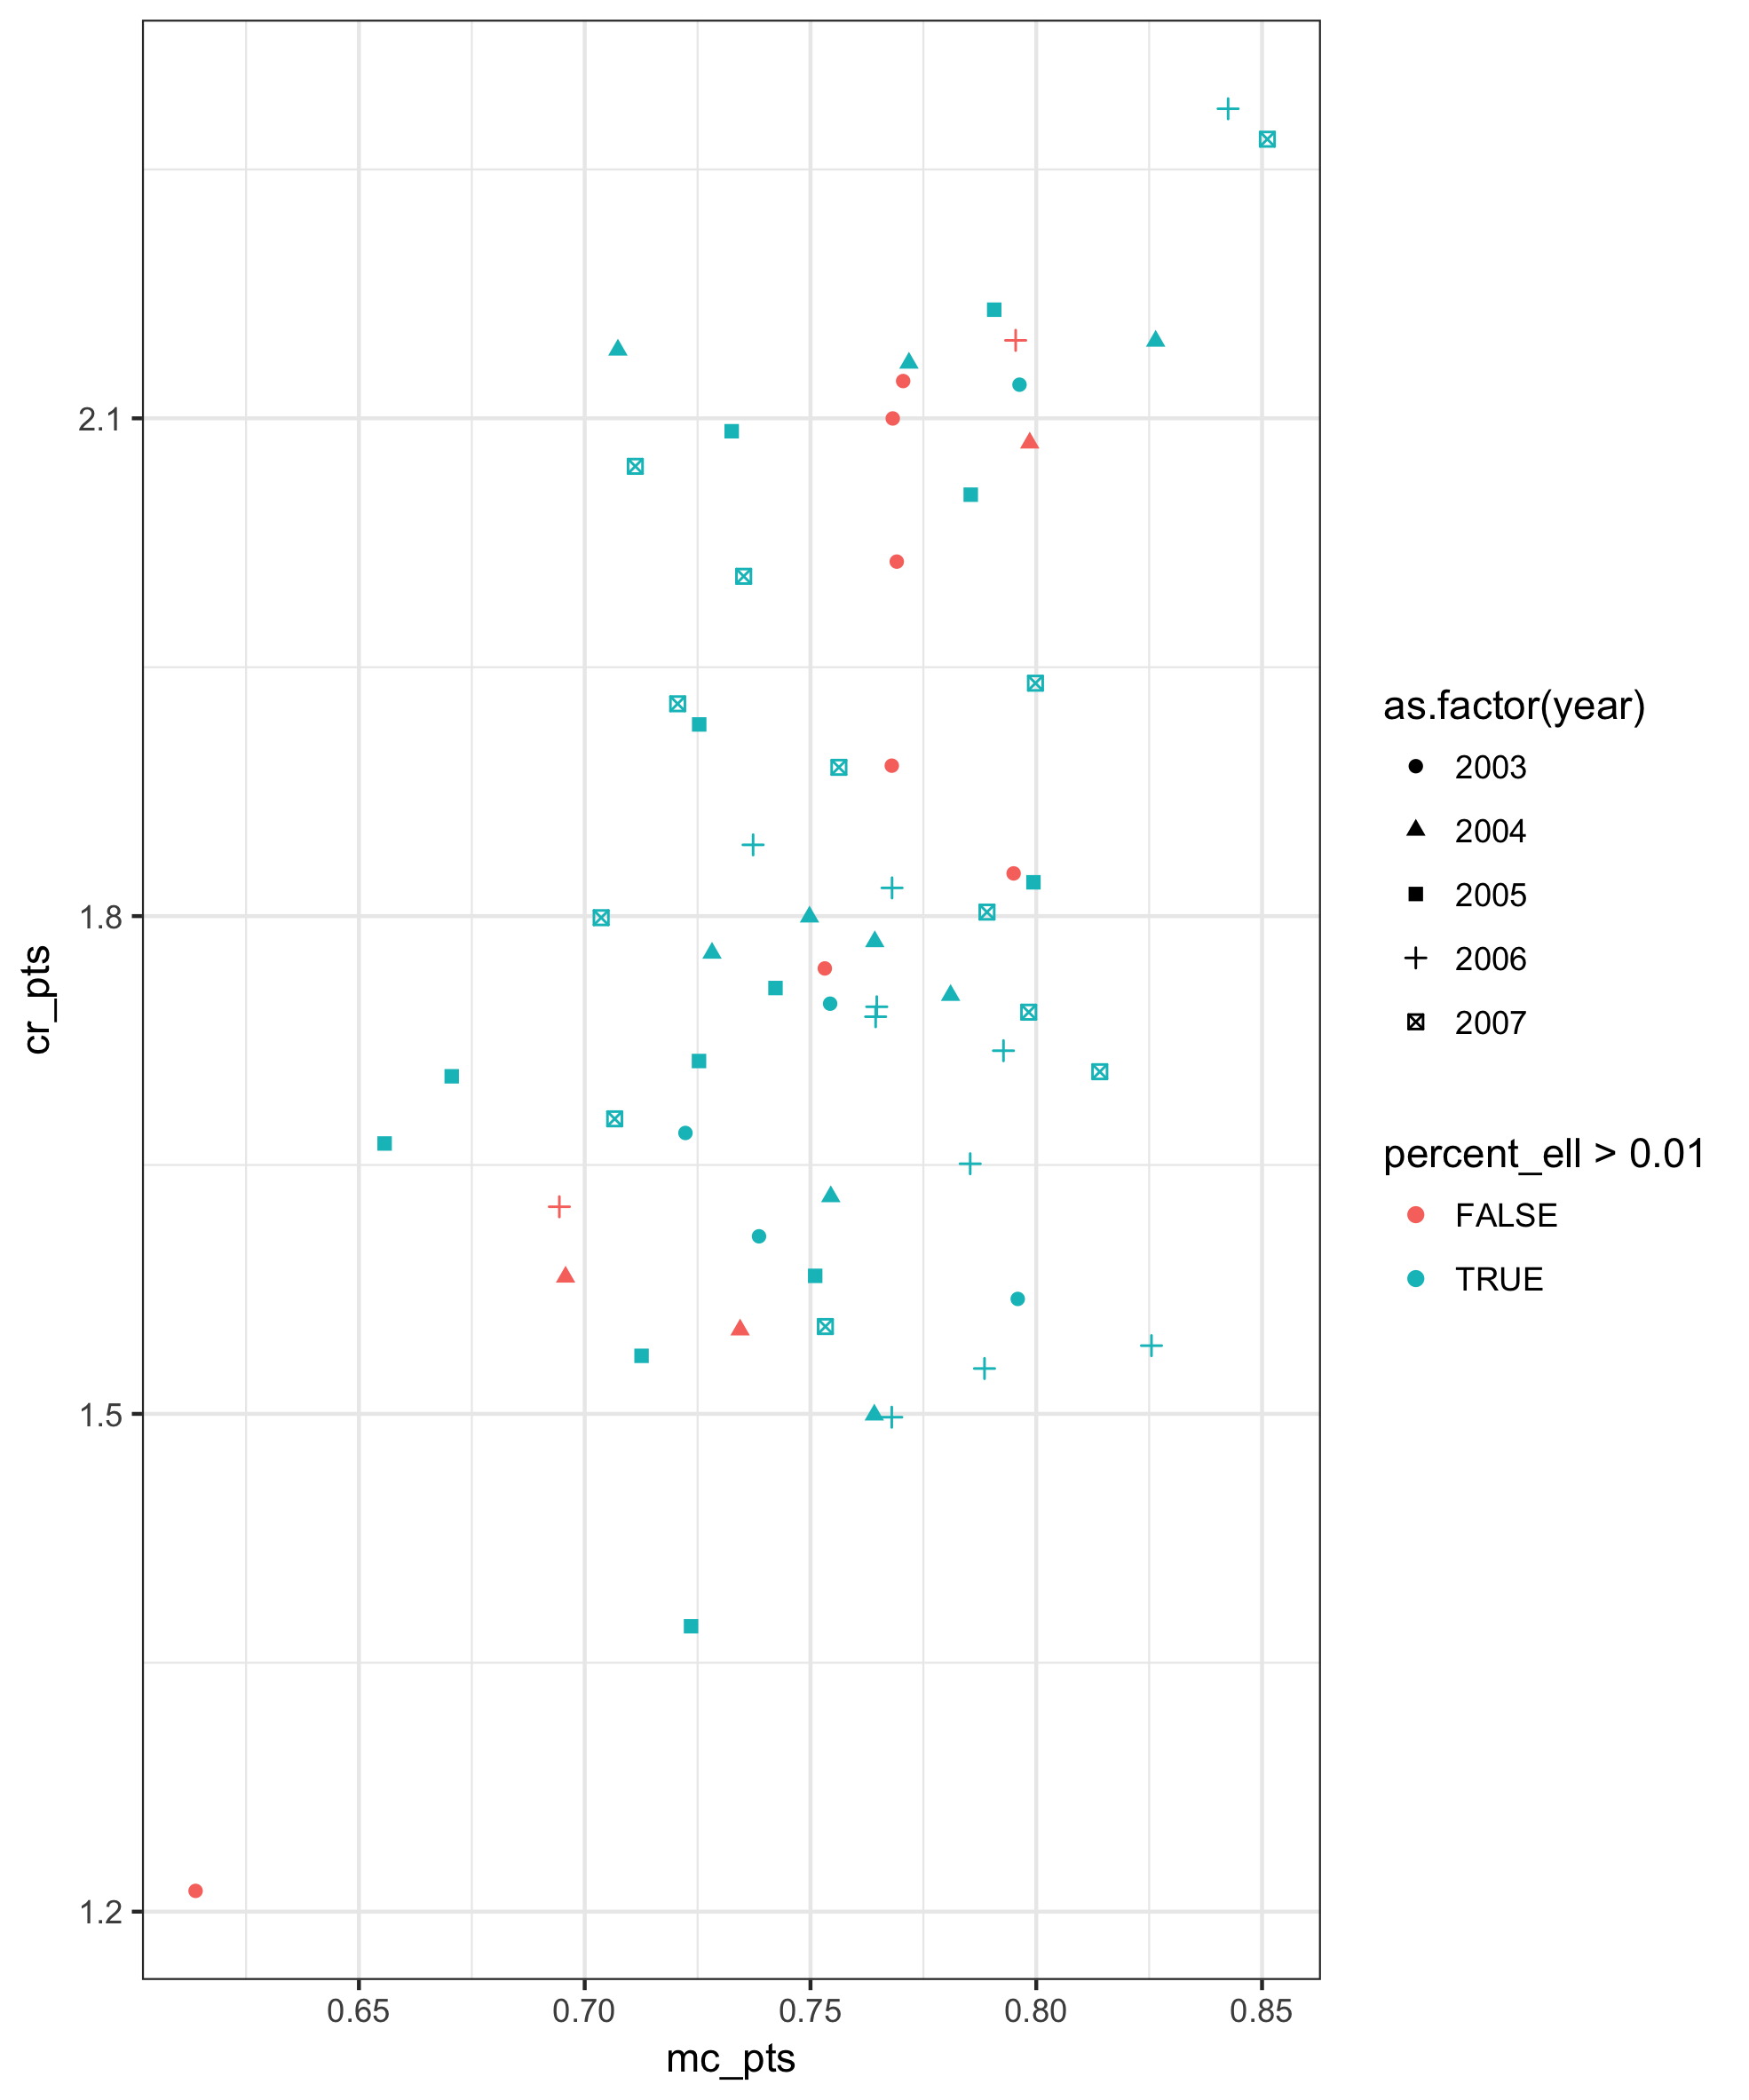 2.1
1.8
1.5
1.2
cr_pts
0.65 0.70 0.75 0.80 0.85
mc_pts
as.factor(year)
2003
2004
2005
2006
2007
percent_ell > 0.01
FALSE
TRUE